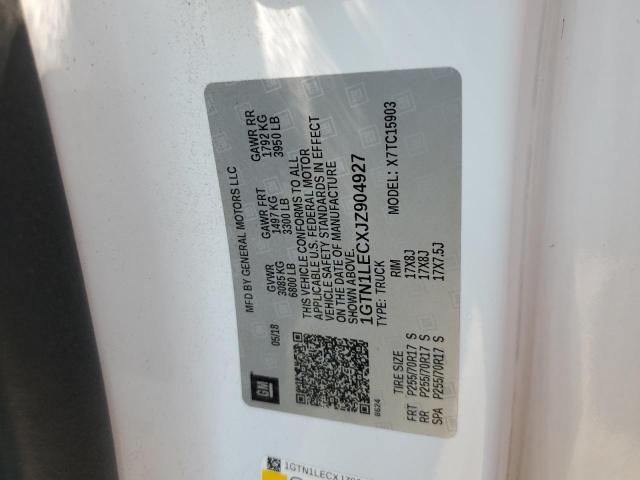 MFD BY GENERAL MOTORS LLC
05/18
GVWR GAWR FRT GAWR RR
3085 KG 1497 KG 1792 KG
6800 LB 3300 LB 3950 LB
THIS VEHICLE CONFORMS TO ALL
APPLICABLE U.S. FEDERAL MOTOR
VEHICLE SAFETY STANDARDS IN EFFECT
ON THE DATE OF MANUFACTURE
SHOWN ABOVE.
1GTN1LECXJZ904927
TYPE: TRUCK MODEL: X7TC15903
GM
8624
TIRE SIZE RIM
FRT P255/70R17 S 17X8J
RR P255/70R17 S 17X8J
SPA P255/70R17 S 17X7.5J